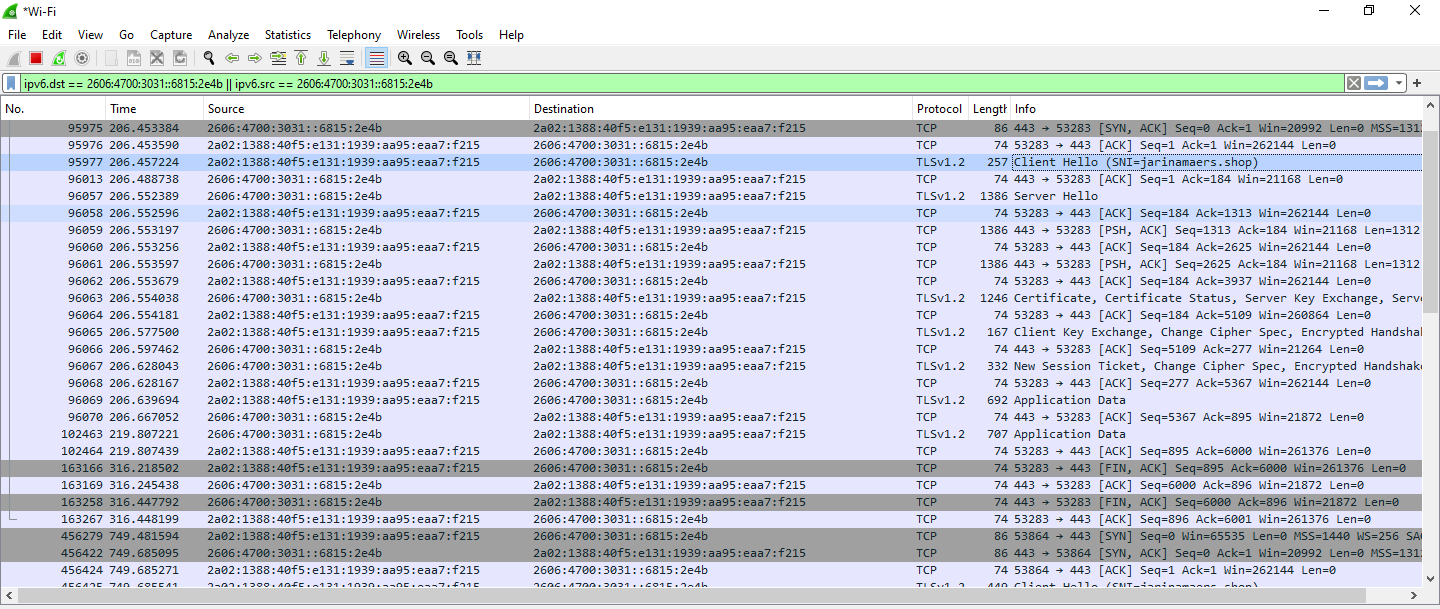 *Wi-Fi
File Edit View Go Capture Analyze Statistics Telephony Wireless Tools Help
ipv6.dst == 2606:4700:3031::6815:2e4b || ipv6.src == 2606:4700:3031::6815:2e4b
No. Time Source Destination Protocol Length Info
95975 206.453384 2606:4700:3031::6815:2e4b 2a02:1388:40f5:e131:1939:aa95:eaa7:f215 TCP 86 443 → 53283 [SYN, ACK] Seq=0 Ack=1 Win=20992 Len=0 MSS=1312
95976 206.453590 2a02:1388:40f5:e131:1939:aa95:eaa7:f215 2606:4700:3031::6815:2e4b TCP 74 53283 → 443 [ACK] Seq=1 Ack=1 Win=262144 Len=0
95977 206.457224 2a02:1388:40f5:e131:1939:aa95:eaa7:f215 2606:4700:3031::6815:2e4b TLSv1.2 257 Client Hello (SNI=jarinamaers.shop)
96013 206.488738 2606:4700:3031::6815:2e4b 2a02:1388:40f5:e131:1939:aa95:eaa7:f215 TCP 74 443 → 53283 [ACK] Seq=1 Ack=184 Win=21168 Len=0
96057 206.552389 2606:4700:3031::6815:2e4b 2a02:1388:40f5:e131:1939:aa95:eaa7:f215 TLSv1.2 1386 Server Hello
96058 206.552596 2a02:1388:40f5:e131:1939:aa95:eaa7:f215 2606:4700:3031::6815:2e4b TCP 74 53283 → 443 [ACK] Seq=184 Ack=1313 Win=262144 Len=0
96059 206.553197 2606:4700:3031::6815:2e4b 2a02:1388:40f5:e131:1939:aa95:eaa7:f215 TCP 1386 443 → 53283 [PSH, ACK] Seq=1313 Ack=184 Win=21168 Len=1312
96060 206.553256 2a02:1388:40f5:e131:1939:aa95:eaa7:f215 2606:4700:3031::6815:2e4b TCP 74 53283 → 443 [ACK] Seq=184 Ack=2625 Win=262144 Len=0
96061 206.553597 2606:4700:3031::6815:2e4b 2a02:1388:40f5:e131:1939:aa95:eaa7:f215 TCP 1386 443 → 53283 [PSH, ACK] Seq=2625 Ack=184 Win=21168 Len=1312
96062 206.553679 2a02:1388:40f5:e131:1939:aa95:eaa7:f215 2606:4700:3031::6815:2e4b TCP 74 53283 → 443 [ACK] Seq=184 Ack=3937 Win=262144 Len=0
96063 206.554038 2606:4700:3031::6815:2e4b 2a02:1388:40f5:e131:1939:aa95:eaa7:f215 TLSv1.2 1246 Certificate, Certificate Status, Server Key Exchange, Serve
96064 206.554181 2a02:1388:40f5:e131:1939:aa95:eaa7:f215 2606:4700:3031::6815:2e4b TCP 74 53283 → 443 [ACK] Seq=184 Ack=5109 Win=260864 Len=0
96065 206.577500 2a02:1388:40f5:e131:1939:aa95:eaa7:f215 2606:4700:3031::6815:2e4b TLSv1.2 167 Client Key Exchange, Change Cipher Spec, Encrypted Handshak
96066 206.597462 2606:4700:3031::6815:2e4b 2a02:1388:40f5:e131:1939:aa95:eaa7:f215 TCP 74 443 → 53283 [ACK] Seq=5109 Ack=277 Win=21264 Len=0
96067 206.628043 2606:4700:3031::6815:2e4b 2a02:1388:40f5:e131:1939:aa95:eaa7:f215 TLSv1.2 332 New Session Ticket, Change Cipher Spec, Encrypted Handshake
96068 206.628167 2a02:1388:40f5:e131:1939:aa95:eaa7:f215 2606:4700:3031::6815:2e4b TCP 74 53283 → 443 [ACK] Seq=277 Ack=5367 Win=262144 Len=0
96069 206.639694 2a02:1388:40f5:e131:1939:aa95:eaa7:f215 2606:4700:3031::6815:2e4b TLSv1.2 692 Application Data
96070 206.667052 2606:4700:3031::6815:2e4b 2a02:1388:40f5:e131:1939:aa95:eaa7:f215 TCP 74 443 → 53283 [ACK] Seq=5367 Ack=895 Win=21872 Len=0
102463 219.807221 2606:4700:3031::6815:2e4b 2a02:1388:40f5:e131:1939:aa95:eaa7:f215 TLSv1.2 707 Application Data
102464 219.807439 2a02:1388:40f5:e131:1939:aa95:eaa7:f215 2606:4700:3031::6815:2e4b TCP 74 53283 → 443 [ACK] Seq=895 Ack=6000 Win=261376 Len=0
163166 316.218502 2a02:1388:40f5:e131:1939:aa95:eaa7:f215 2606:4700:3031::6815:2e4b TCP 74 53283 → 443 [FIN, ACK] Seq=895 Ack=6000 Win=261376 Len=0
163169 316.245438 2606:4700:3031::6815:2e4b 2a02:1388:40f5:e131:1939:aa95:eaa7:f215 TCP 74 443 → 53283 [ACK] Seq=6000 Ack=896 Win=21872 Len=0
163258 316.447792 2606:4700:3031::6815:2e4b 2a02:1388:40f5:e131:1939:aa95:eaa7:f215 TCP 74 443 → 53283 [FIN, ACK] Seq=6000 Ack=896 Win=21872 Len=0
163267 316.448199 2a02:1388:40f5:e131:1939:aa95:eaa7:f215 2606:4700:3031::6815:2e4b TCP 74 53283 → 443 [ACK] Seq=896 Ack=6001 Win=261376 Len=0
456279 749.481594 2a02:1388:40f5:e131:1939:aa95:eaa7:f215 2606:4700:3031::6815:2e4b TCP 86 53864 → 443 [SYN] Seq=0 Win=65535 Len=0 MSS=1440 WS=256 SA
456422 749.685095 2606:4700:3031::6815:2e4b 2a02:1388:40f5:e131:1939:aa95:eaa7:f215 TCP 86 443 → 53864 [SYN, ACK] Seq=0 Ack=1 Win=20992 Len=0 MSS=1312
456424 749.685271 2a02:1388:40f5:e131:1939:aa95:eaa7:f215 2606:4700:3031::6815:2e4b TCP 74 53864 → 443 [ACK] Seq=1 Ack=1 Win=262144 Len=0
456425 749.685541 2a02:1388:40f5:e131:1939:aa95:eaa7:f215 2606:4700:3031::6815:2e4b TLSv1.2 449 Client Hello (SNI=jarinamaers.shop)